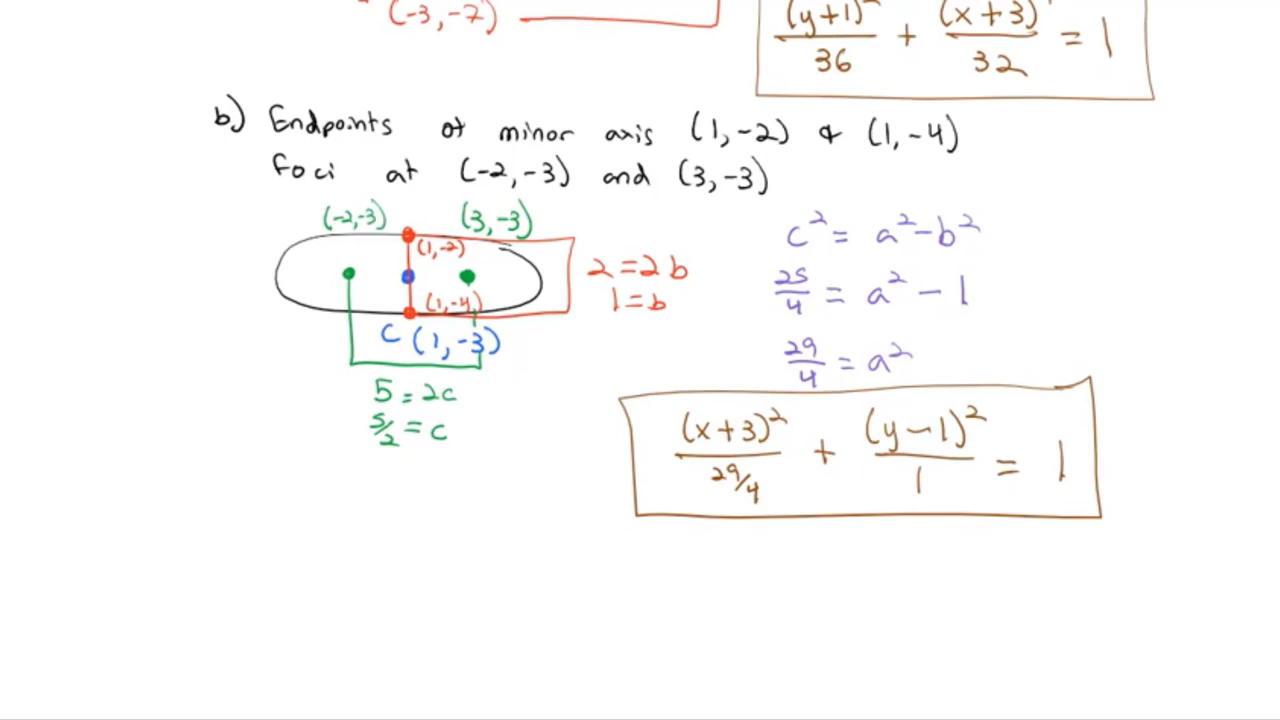 (-3, -7)
(y+1)²/36 + (x+3)²/32 = 1
b.) Endpoints of minor axis (1,-2) & (1,-4)
Foci at (-2,-3) and (3,-3)
(-2,-3) (3,-3)
(1,-2)
(1,-4)
C (1,-3)
5 = 2c
5/2 = c
2 = 2b
1 = b
c² = a² - b²
25/4 = a² - 1
29/4 = a²
(x+3)²/29/4 + (y-1)²/1 = 1